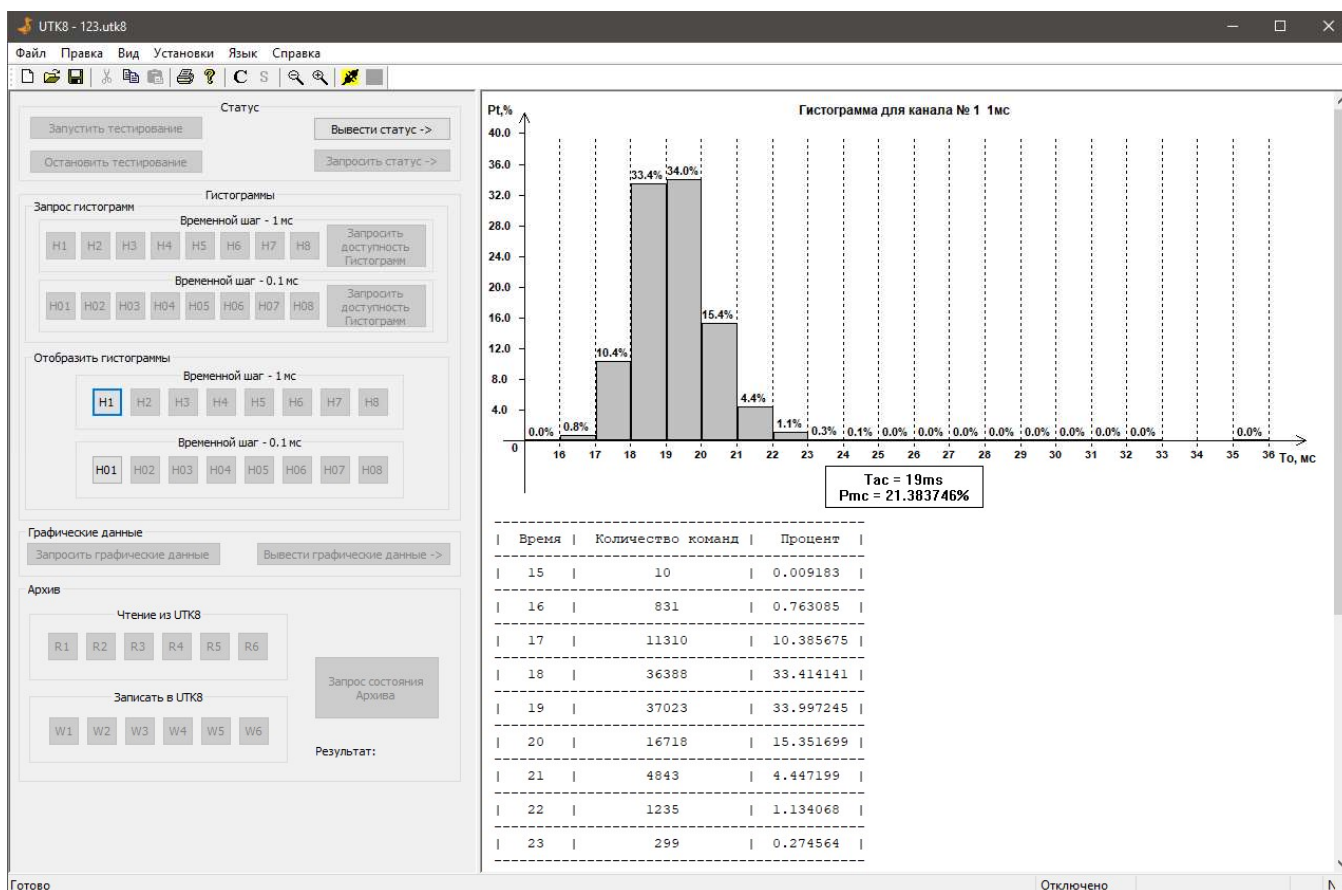 UTK8 - 123.utk8
Файл Правка Вид Установки Язык Справка
C S
Статус
Запустить тестирование Вывести статус ->
Остановить тестирование Запросить статус ->
Гистограммы
Запрос гистограмм
Временной шаг - 1 мс
H1 H2 H3 H4 H5 H6 H7 H8 Запросить доступность Гистограмм
Временной шаг - 0.1 мс
H01 H02 H03 H04 H05 H06 H07 H08 Запросить доступность Гистограмм
Отобразить гистограммы
Временной шаг - 1 мс
H1 H2 H3 H4 H5 H6 H7 H8
Временной шаг - 0.1 мс
H01 H02 H03 H04 H05 H06 H07 H08
Графические данные
Запросить графические данные Вывести графические данные ->
Архив
Чтение из UTK8
R1 R2 R3 R4 R5 R6
Запрос состояния Архива
Записать в UTK8
W1 W2 W3 W4 W5 W6
Результат:
Pt,% Гистограмма для канала № 1 1мс
40.0
36.0
32.0
28.0
24.0
20.0
16.0
12.0
8.0
4.0
0
0.0% 0.8% 10.4% 33.4% 34.0% 15.4% 4.4% 1.1% 0.3% 0.1% 0.0% 0.0% 0.0% 0.0% 0.0% 0.0% 0.0% 0.0% 0.0%
16 17 18 19 20 21 22 23 24 25 26 27 28 29 30 31 32 33 34 35 36 To, мс
Tac = 19ms
Pmc = 21.383746%
| Время | Количество команд | Процент |
| 15 | 10 | 0.009183 |
| 16 | 831 | 0.763085 |
| 17 | 11310 | 10.385675 |
| 18 | 36388 | 33.414141 |
| 19 | 37023 | 33.997245 |
| 20 | 16718 | 15.351699 |
| 21 | 4843 | 4.447199 |
| 22 | 1235 | 1.134068 |
| 23 | 299 | 0.274564 |
Готово Отключено